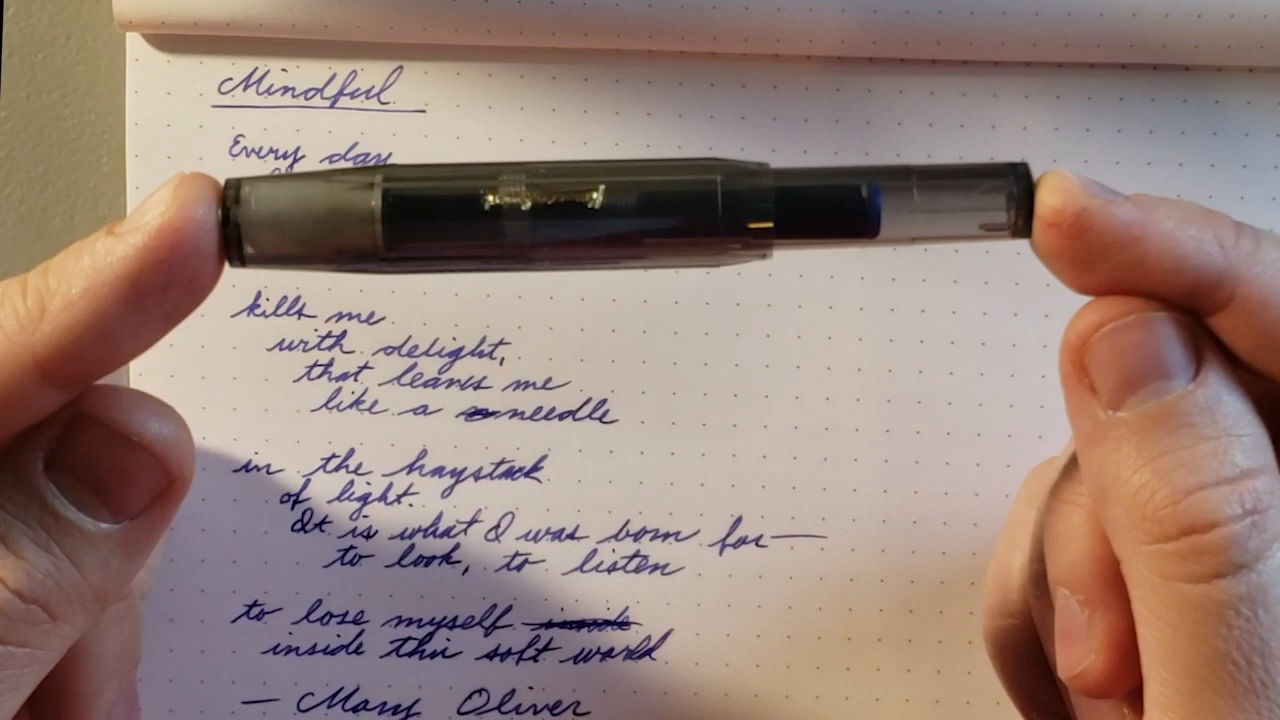 Mindful
Every day
kills me
with delight,
that leaves me
like a needle
in the haystack
of light.
It is what I was born for—
to look, to listen
to lose myself inside
inside this soft world
— Mary Oliver